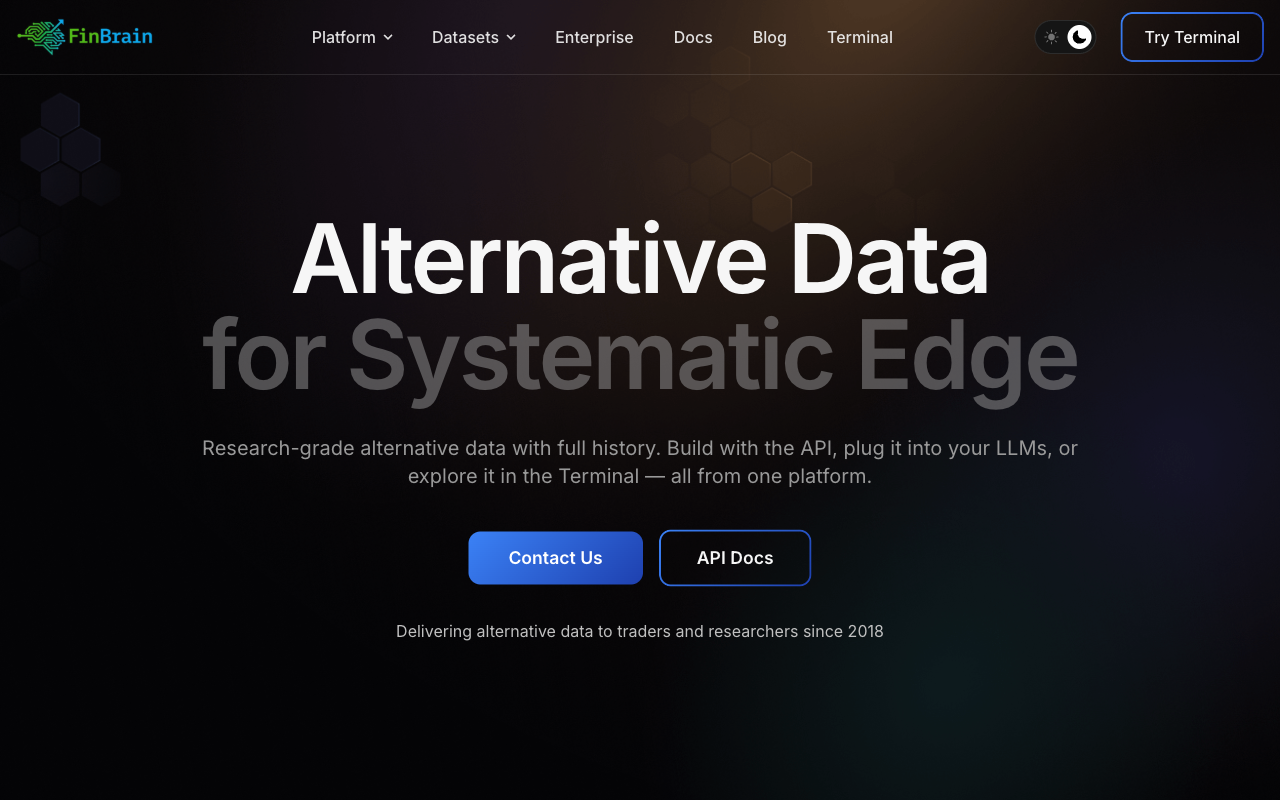 FinBrain
Platform
Datasets
Enterprise
Docs
Blog
Terminal
Try Terminal
Alternative Data
for Systematic Edge
Research-grade alternative data with full history. Build with the API, plug it into your LLMs, or
explore it in the Terminal — all from one platform.
Contact Us
API Docs
Delivering alternative data to traders and researchers since 2018